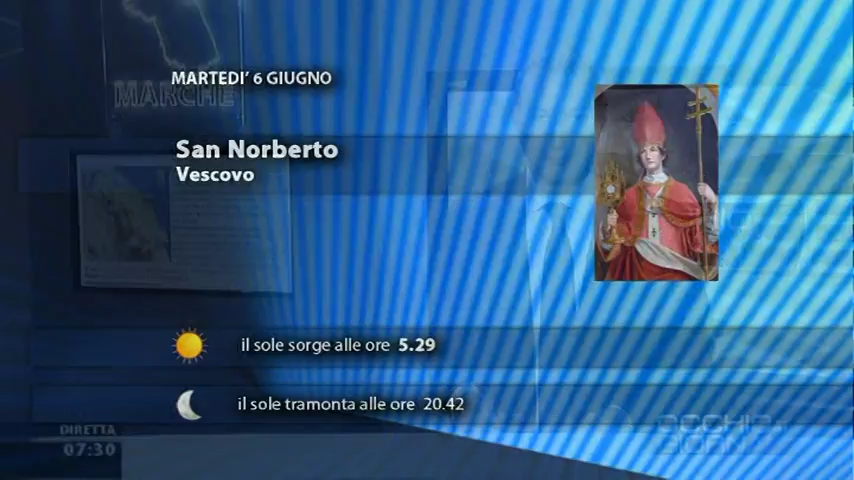 MARTEDI' 6 GIUGNO
MARCHE
San Norberto
Vescovo
il sole sorge alle ore 5.29
il sole tramonta alle ore 20.42
DIRETTA
07:30